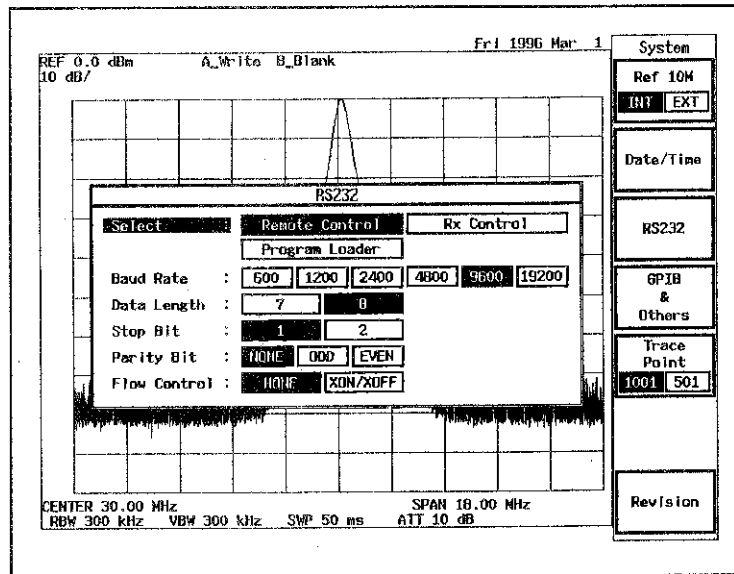 Fri 1996 Mar 1
REF 0.0 dBm A_Write B_Blank
10 dB/
RS232
Select : Remote Control Rx Control
Program Loader
Baud Rate : 600 1200 2400 4800 9600 19200
Data Length : 7 8
Stop Bit : 1 2
Parity Bit : NONE ODD EVEN
Flow Control : NONE XON/XOFF
CENTER 30.00 MHz SPAN 18.00 MHz
RBW 300 kHz VBW 300 kHz SWP 50 ms ATT 10 dB
System
Ref 10M
INT EXT
Date/Time
RS232
GPIB
&
Others
Trace
Point
1001 501
Revision